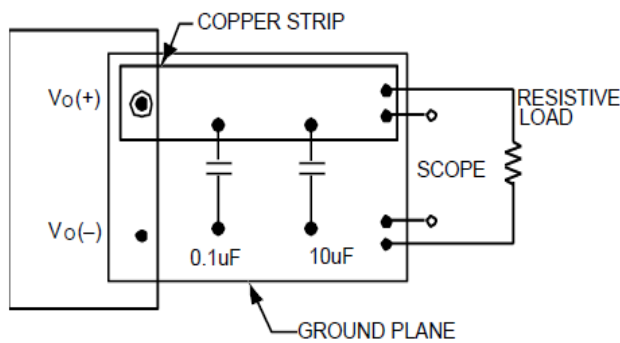 COPPER STRIP
VO(+)
RESISTIVE
LOAD
SCOPE
VO(–)
0.1uF
10uF
GROUND PLANE